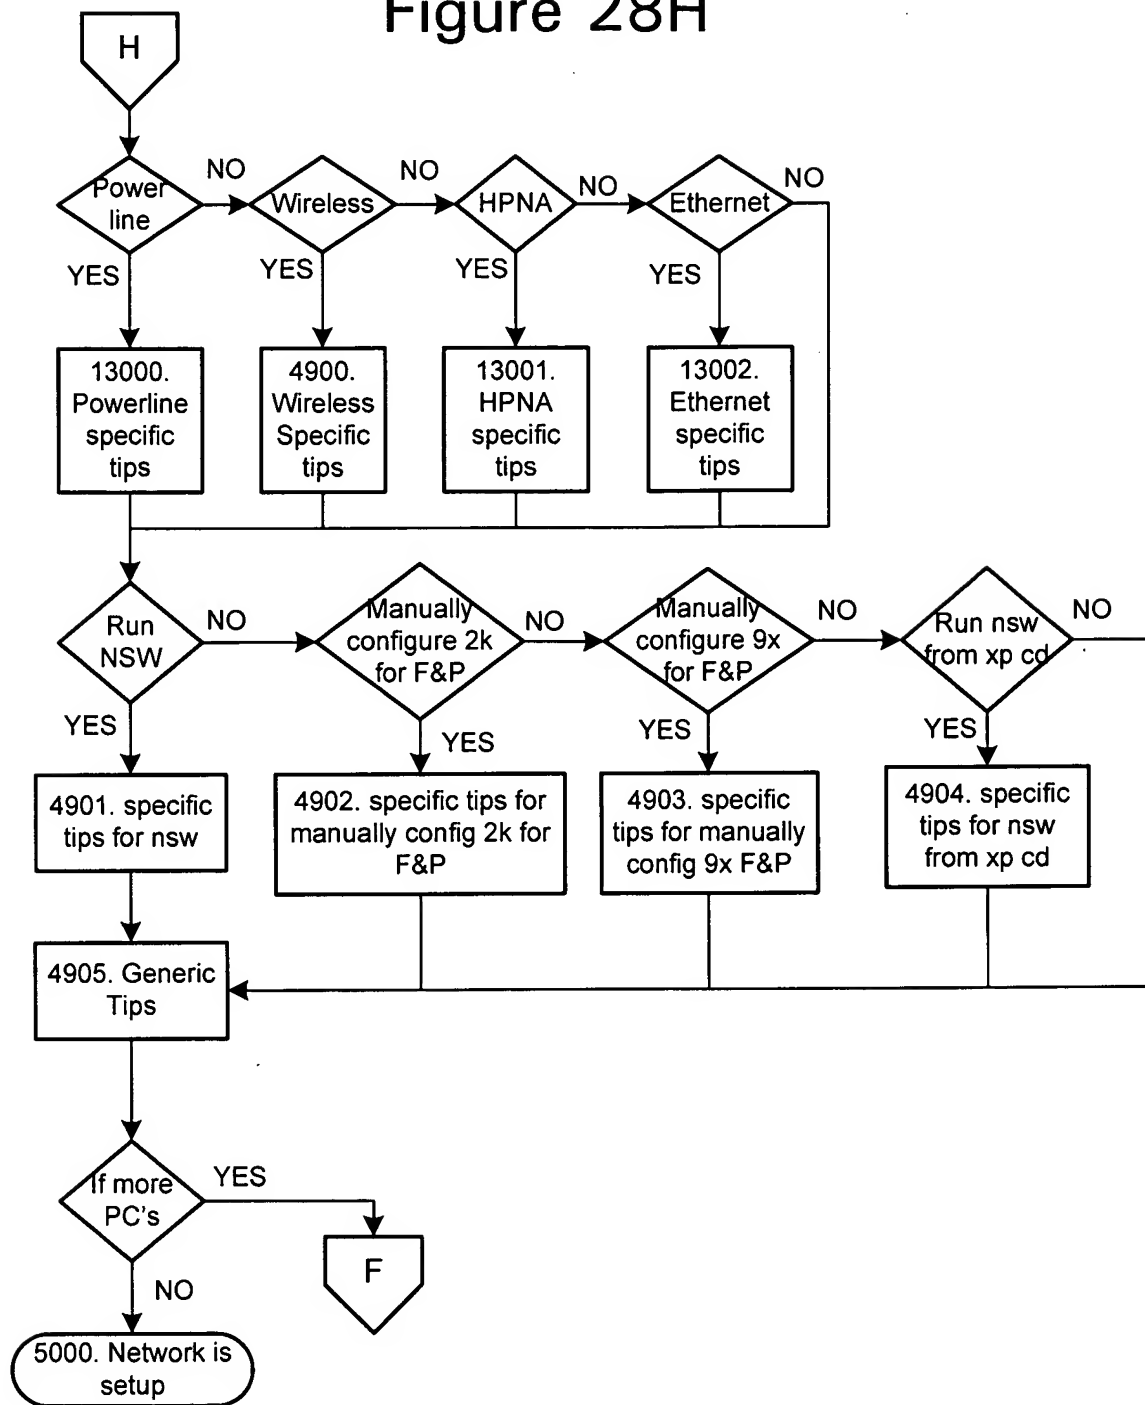 Figure 28H
H
Power
line
NO
Wireless
NO
HPNA
NO
Ethernet
NO
YES
YES
YES
YES
13000.
Powerline
specific
tips
4900.
Wireless
Specific
tips
13001.
HPNA
specific
tips
13002.
Ethernet
specific
tips
Run
NSW
NO
Manually
configure 2k
for F&P
NO
Manually
configure 9x
for F&P
NO
Run nsw
from xp cd
NO
YES
YES
YES
YES
4901. specific
tips for nsw
4902. specific tips for
manually config 2k for
F&P
4903. specific
tips for manually
config 9x F&P
4904. specific
tips for nsw
from xp cd
4905. Generic
Tips
If more
PC's
YES
F
NO
5000. Network is
setup